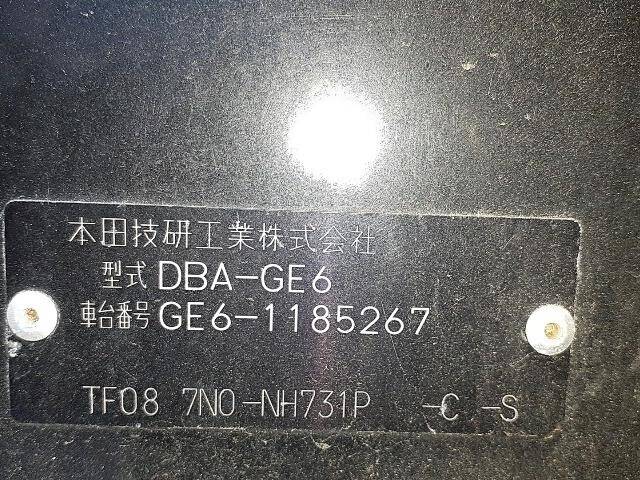 本田技研工業株式会社
型式 DBA-GE6
車台番号 GE6-1185267
TF08 7N0-NH731P -C -S